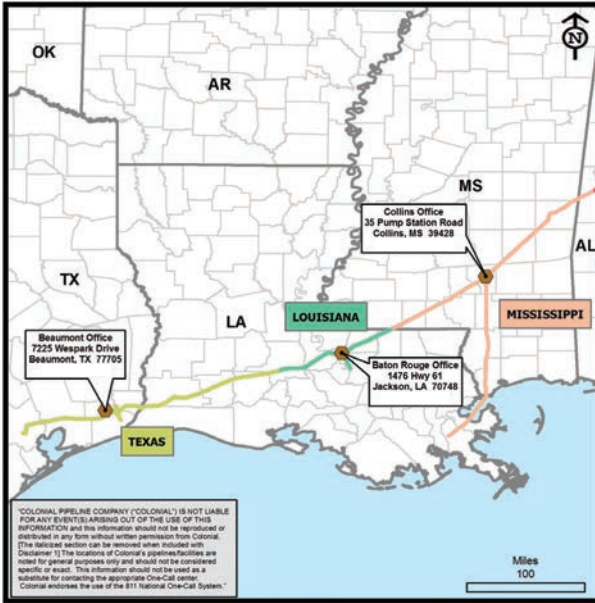 N
OK
AR
MS
Collins Office
35 Pump Station Road
Collins, MS 39428
AL
TX
LA
LOUISIANA
MISSISSIPPI
Beaumont Office
7225 Wespark Drive
Beaumont, TX 77705
Baton Rouge Office
1476 Hwy 61
Jackson, LA 70748
TEXAS
"COLONIAL PIPELINE COMPANY ("COLONIAL") IS NOT LIABLE
FOR ANY EVENT(S) ARISING OUT OF THE USE OF THIS
INFORMATION and this information should not be reproduced or
distributed in any form without written permission from Colonial.
[The italicized section can be removed when included with
Disclaimer 1] The locations of Colonial's pipelines/facilities are
noted for general purposes only and should not be considered
specific or exact. This information should not be used as a
substitute for contacting the appropriate One-Call center.
Colonial endorses the use of the 811 National One-Call System."
Miles
100